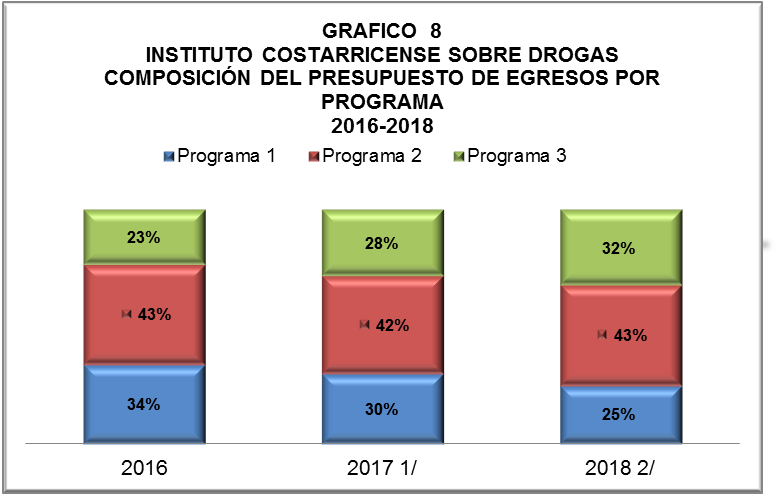 GRAFICO 8
INSTITUTO COSTARRICENSE SOBRE DROGAS
COMPOSICIÓN DEL PRESUPUESTO DE EGRESOS POR
PROGRAMA
2016-2018
Programa 1 Programa 2 Programa 3
23% 28% 32%
43% 42% 43%
34% 30% 25%
2016 2017 1/ 2018 2/